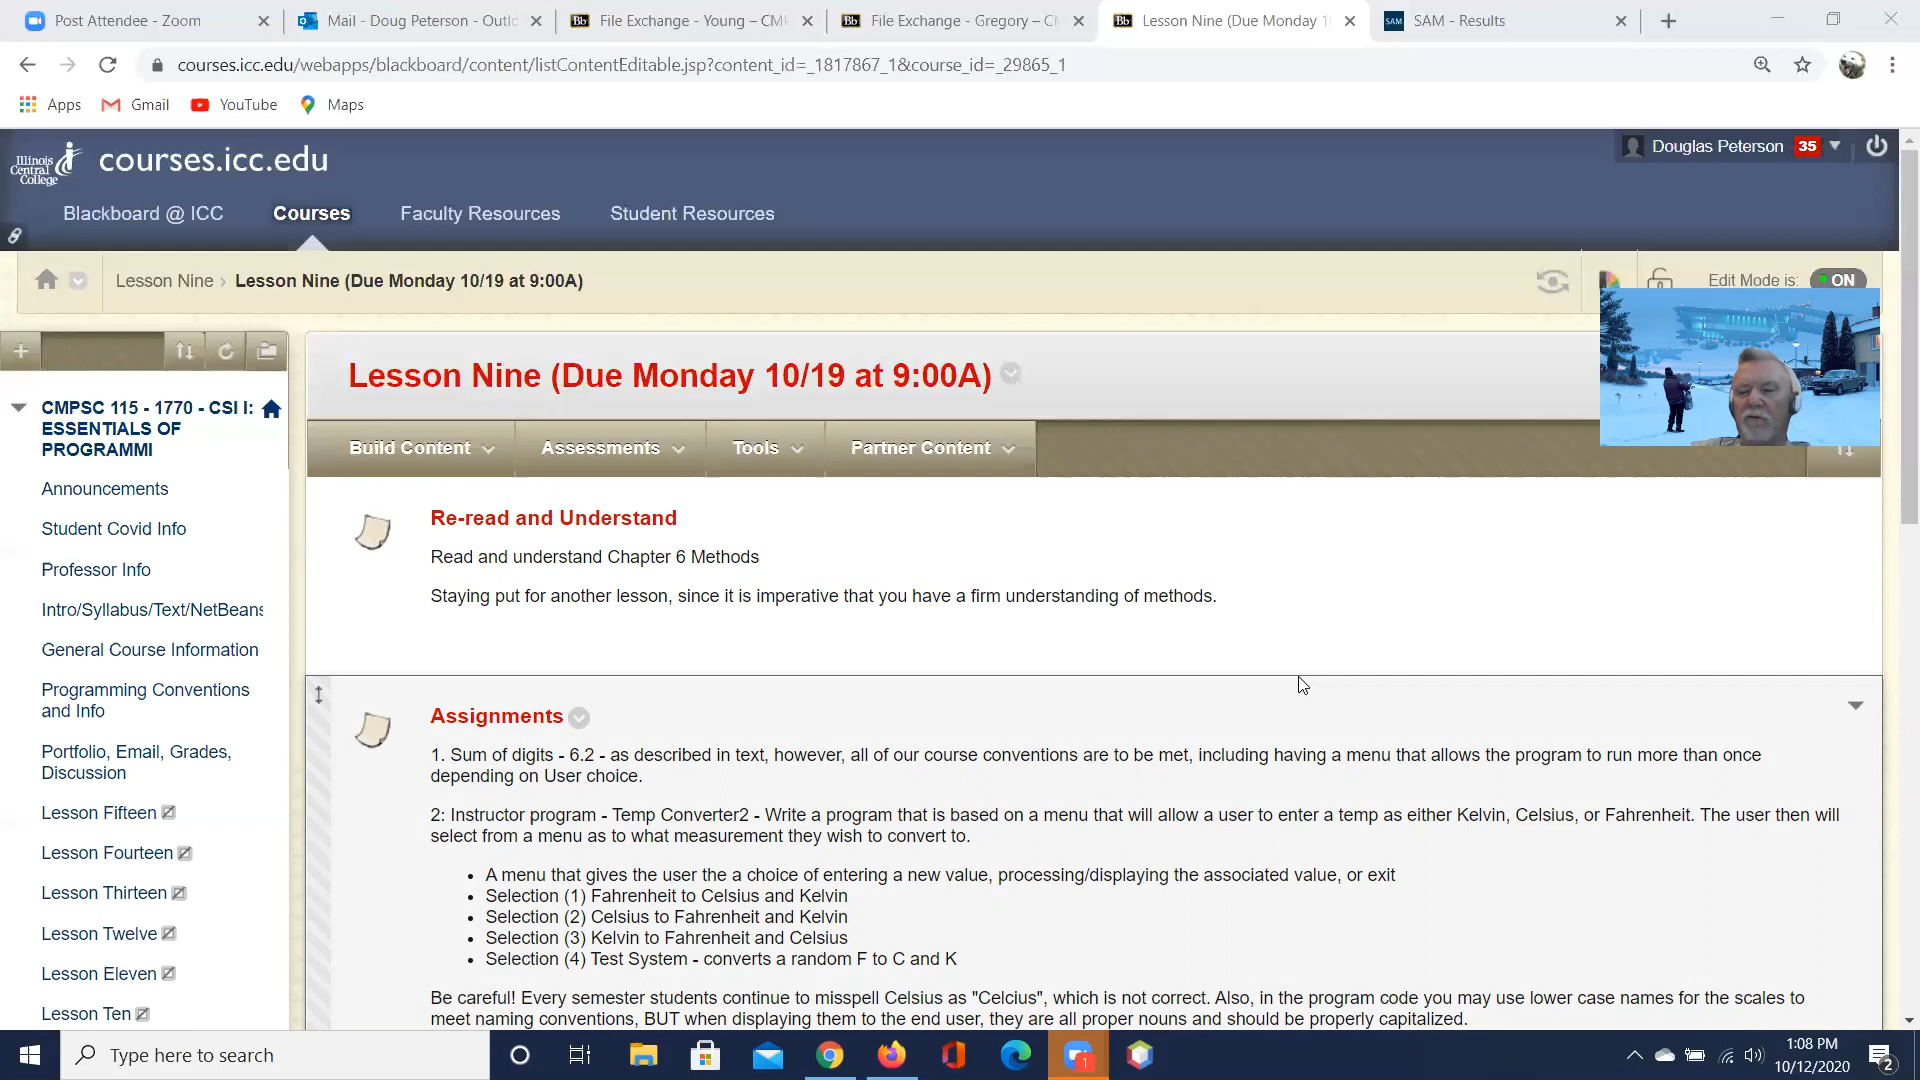 Post Attendee - Zoom
Mail - Doug Peterson - Outlo
File Exchange - Young – CMP
File Exchange - Gregory – CM
Lesson Nine (Due Monday 1
SAM - Results
courses.icc.edu/webapps/blackboard/content/listContentEditable.jsp?content_id=_1817867_1&course_id=_29865_1
Apps
Gmail
YouTube
Maps
Illinois
Central
College
courses.icc.edu
Douglas Peterson
35
Blackboard @ ICC
Courses
Faculty Resources
Student Resources
Lesson Nine
Lesson Nine (Due Monday 10/19 at 9:00A)
Edit Mode is:
ON
Lesson Nine (Due Monday 10/19 at 9:00A)
Build Content
Assessments
Tools
Partner Content
CMPSC 115 - 1770 - CSI I:
ESSENTIALS OF
PROGRAMMI
Announcements
Student Covid Info
Professor Info
Intro/Syllabus/Text/NetBeans
General Course Information
Programming Conventions
and Info
Portfolio, Email, Grades,
Discussion
Lesson Fifteen
Lesson Fourteen
Lesson Thirteen
Lesson Twelve
Lesson Eleven
Lesson Ten
Re-read and Understand
Read and understand Chapter 6 Methods
Staying put for another lesson, since it is imperative that you have a firm understanding of methods.
Assignments
1. Sum of digits - 6.2 - as described in text, however, all of our course conventions are to be met, including having a menu that allows the program to run more than once
depending on User choice.
2: Instructor program - Temp Converter2 - Write a program that is based on a menu that will allow a user to enter a temp as either Kelvin, Celsius, or Fahrenheit. The user then will
select from a menu as to what measurement they wish to convert to.
• A menu that gives the user the a choice of entering a new value, processing/displaying the associated value, or exit
• Selection (1) Fahrenheit to Celsius and Kelvin
• Selection (2) Celsius to Fahrenheit and Kelvin
• Selection (3) Kelvin to Fahrenheit and Celsius
• Selection (4) Test System - converts a random F to C and K
Be careful! Every semester students continue to misspell Celsius as "Celcius", which is not correct. Also, in the program code you may use lower case names for the scales to
meet naming conventions, BUT when displaying them to the end user, they are all proper nouns and should be properly capitalized.
Type here to search
1
1:08 PM
10/12/2020
2